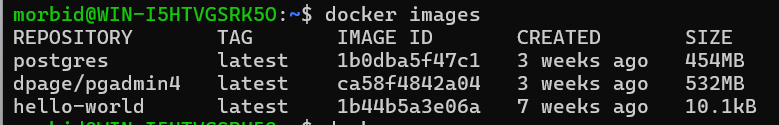 morbid@WIN-I5HTVGSRK5O:~$ docker images
REPOSITORY TAG IMAGE ID CREATED SIZE
postgres latest 1b0dba5f47c1 3 weeks ago 454MB
dpage/pgadmin4 latest ca58f4842a04 3 weeks ago 532MB
hello-world latest 1b44b5a3e06a 7 weeks ago 10.1kB